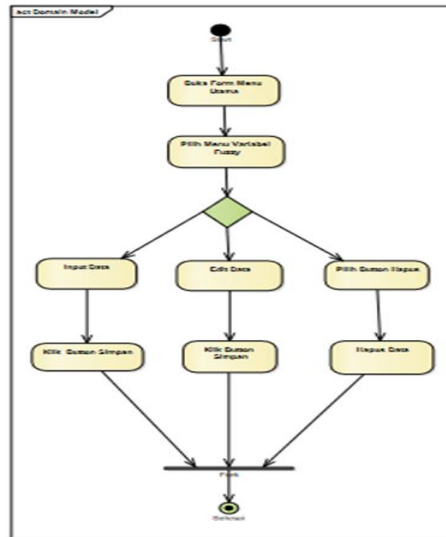 act Domain Model
Start
Buka Form Menu
Utama
Pilih Menu Variabel
Fuzzy
Input Data
Edit Data
Pilih Button Hapus
Klik Button Simpan
Klik Button
Simpan
Hapus Data
Fork
Selesai